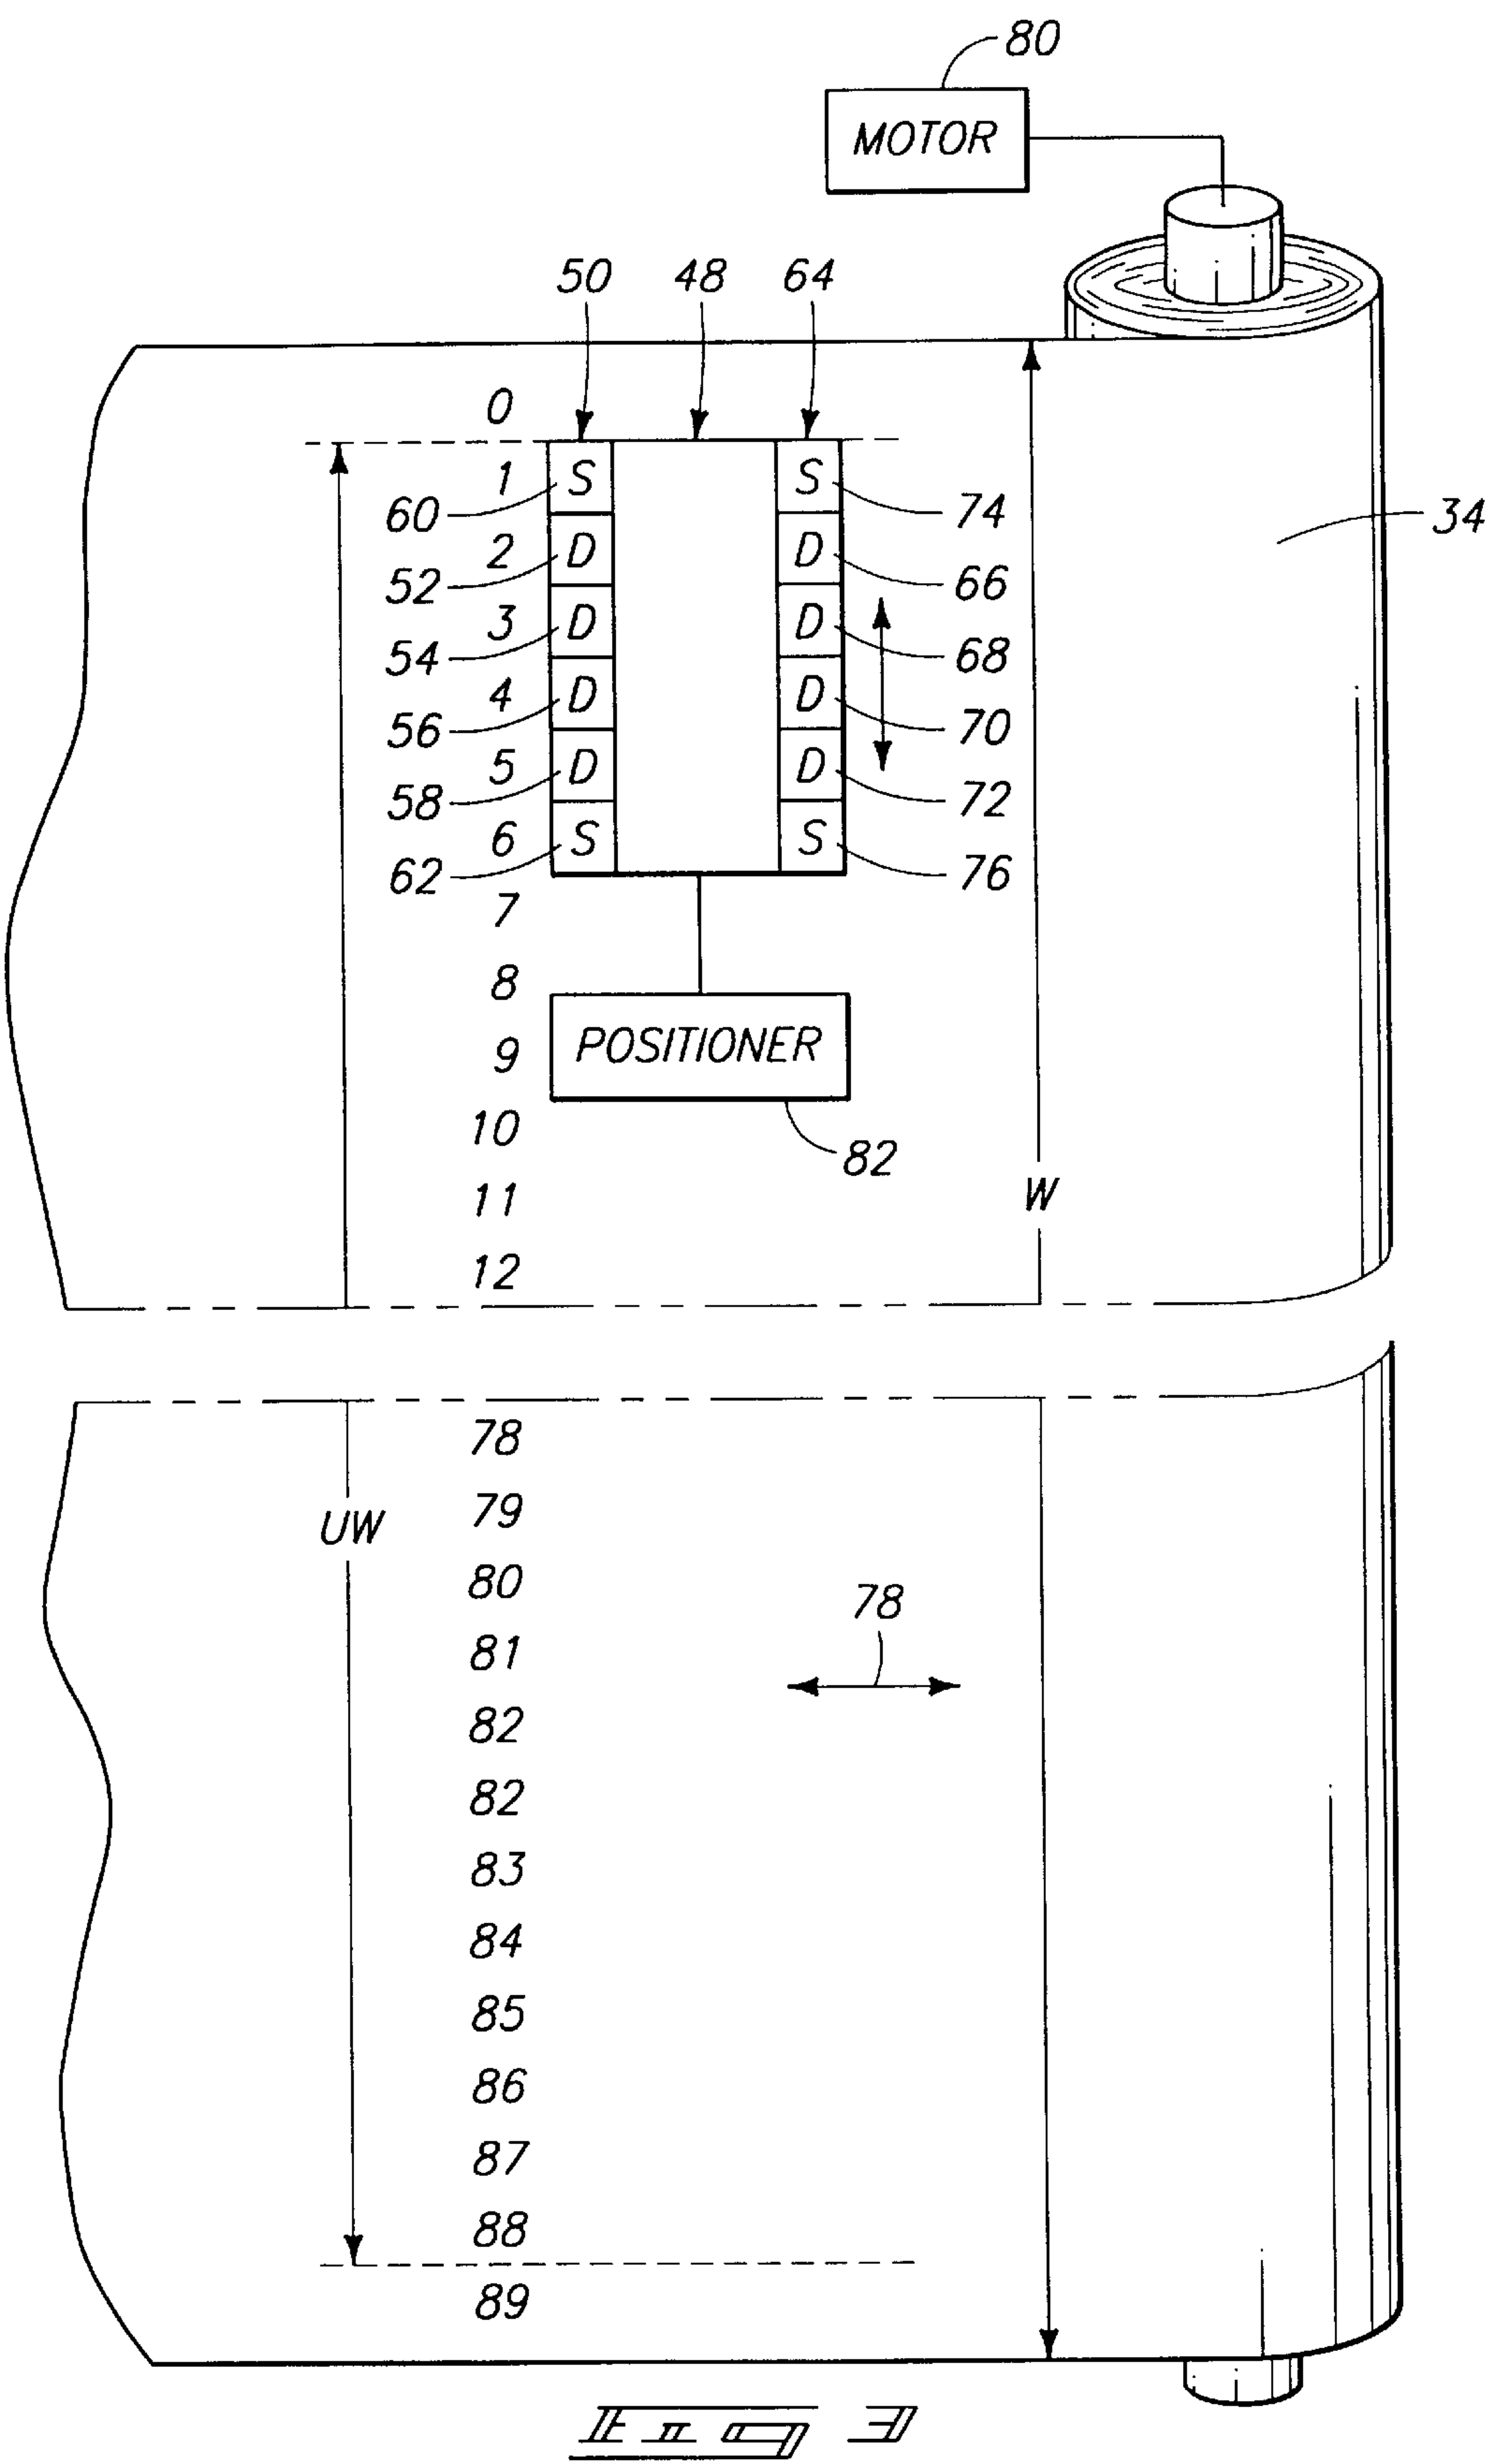 80
MOTOR
50 48 64
0
1 S S
60 74
34
2 D D
52 66
3 D D
54 68
4 D D
56 70
5 D D
58 72
6 S S
62 76
7
8
9 POSITIONER
10
82
11
W
12
78
79
UW
80
78
81
82
82
83
84
85
86
87
88
89
Fig 3